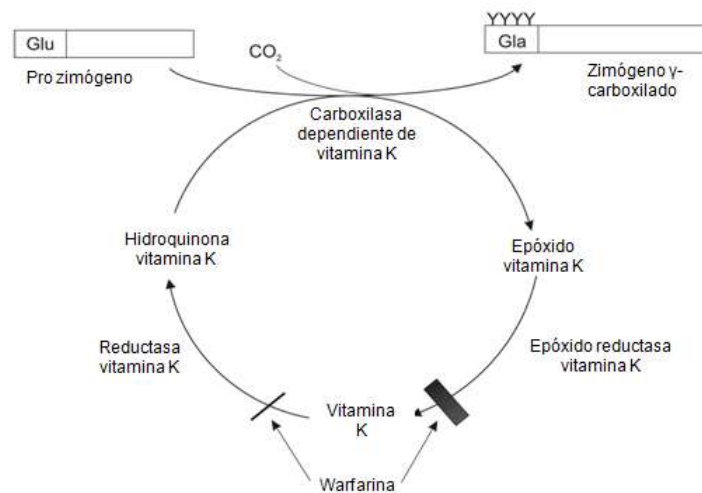 YYYY
Glu
Gla
CO₂
Pro zimógeno
Zimógeno γ-
carboxilado
Carboxilasa
dependiente de
vitamina K
Hidroquinona
vitamina K
Epóxido
vitamina K
Reductasa
vitamina K
Epóxido reductasa
vitamina K
Vitamina
K
Warfarina